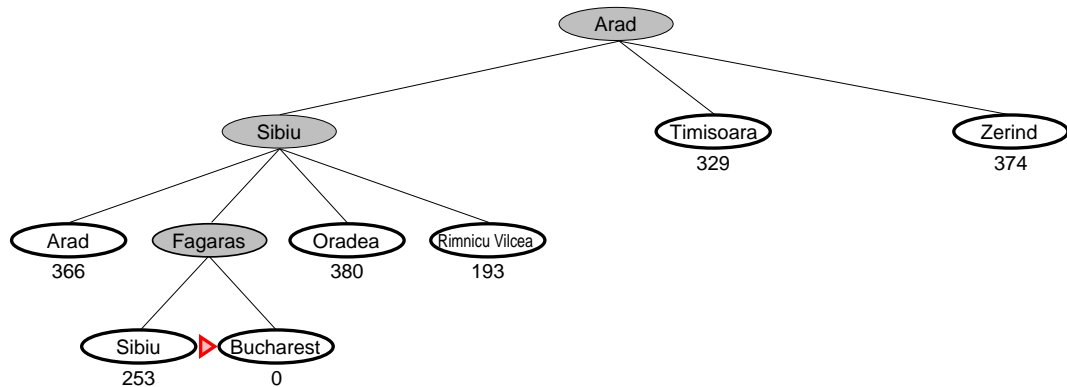 Arad
Sibiu Timisoara Zerind
329 374
Arad Fagaras Oradea Rimnicu Vilcea
366 380 193
Sibiu Bucharest
253 0